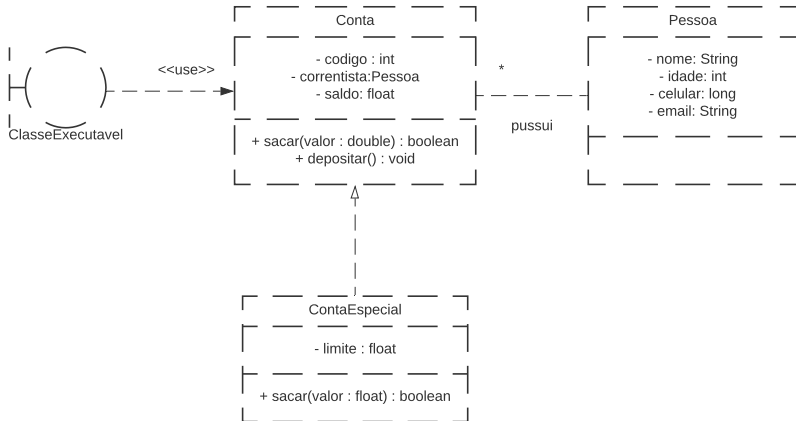 Conta
- codigo : int
- correntista:Pessoa
- saldo: float
+ sacar(valor : double) : boolean
+ depositar() : void
Pessoa
- nome: String
- idade: int
- celular: long
- email: String
<<use>>
ClasseExecutavel
*
pussui
ContaEspecial
- limite : float
+ sacar(valor : float) : boolean